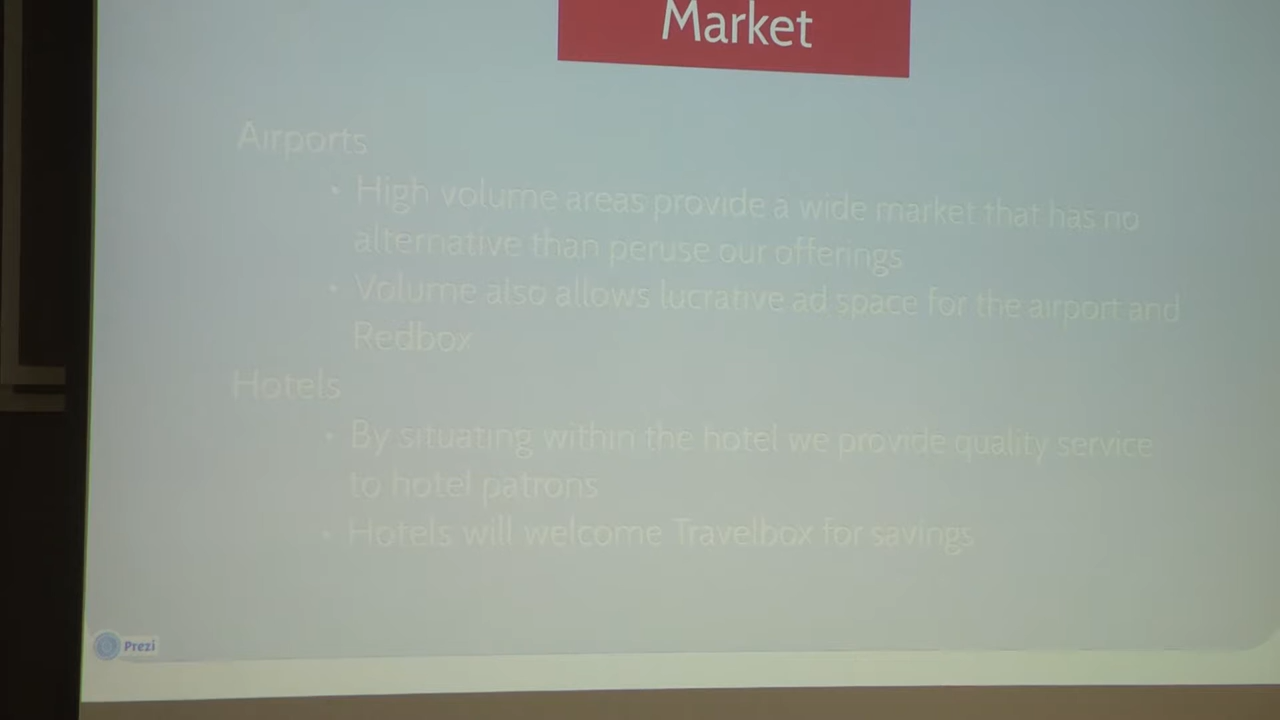 Market
Airports
• High volume areas provide a wide market that has no
alternative than peruse our offerings
• Volume also allows lucrative ad space for the airport and
Redbox
Hotels
• By situating within the hotel we provide quality service
to hotel patrons
• Hotels will welcome Travelbox for savings
Prezi